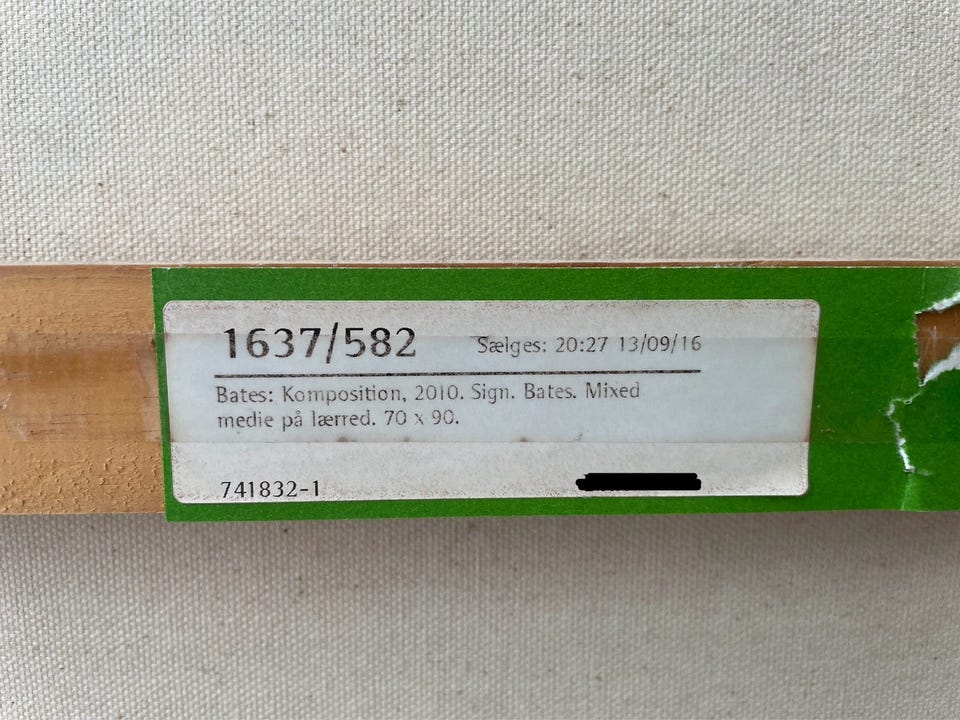 1637/582 Sælges: 20:27 13/09/16
Bates: Komposition, 2010. Sign. Bates. Mixed
medie på lærred. 70 x 90.
741832-1